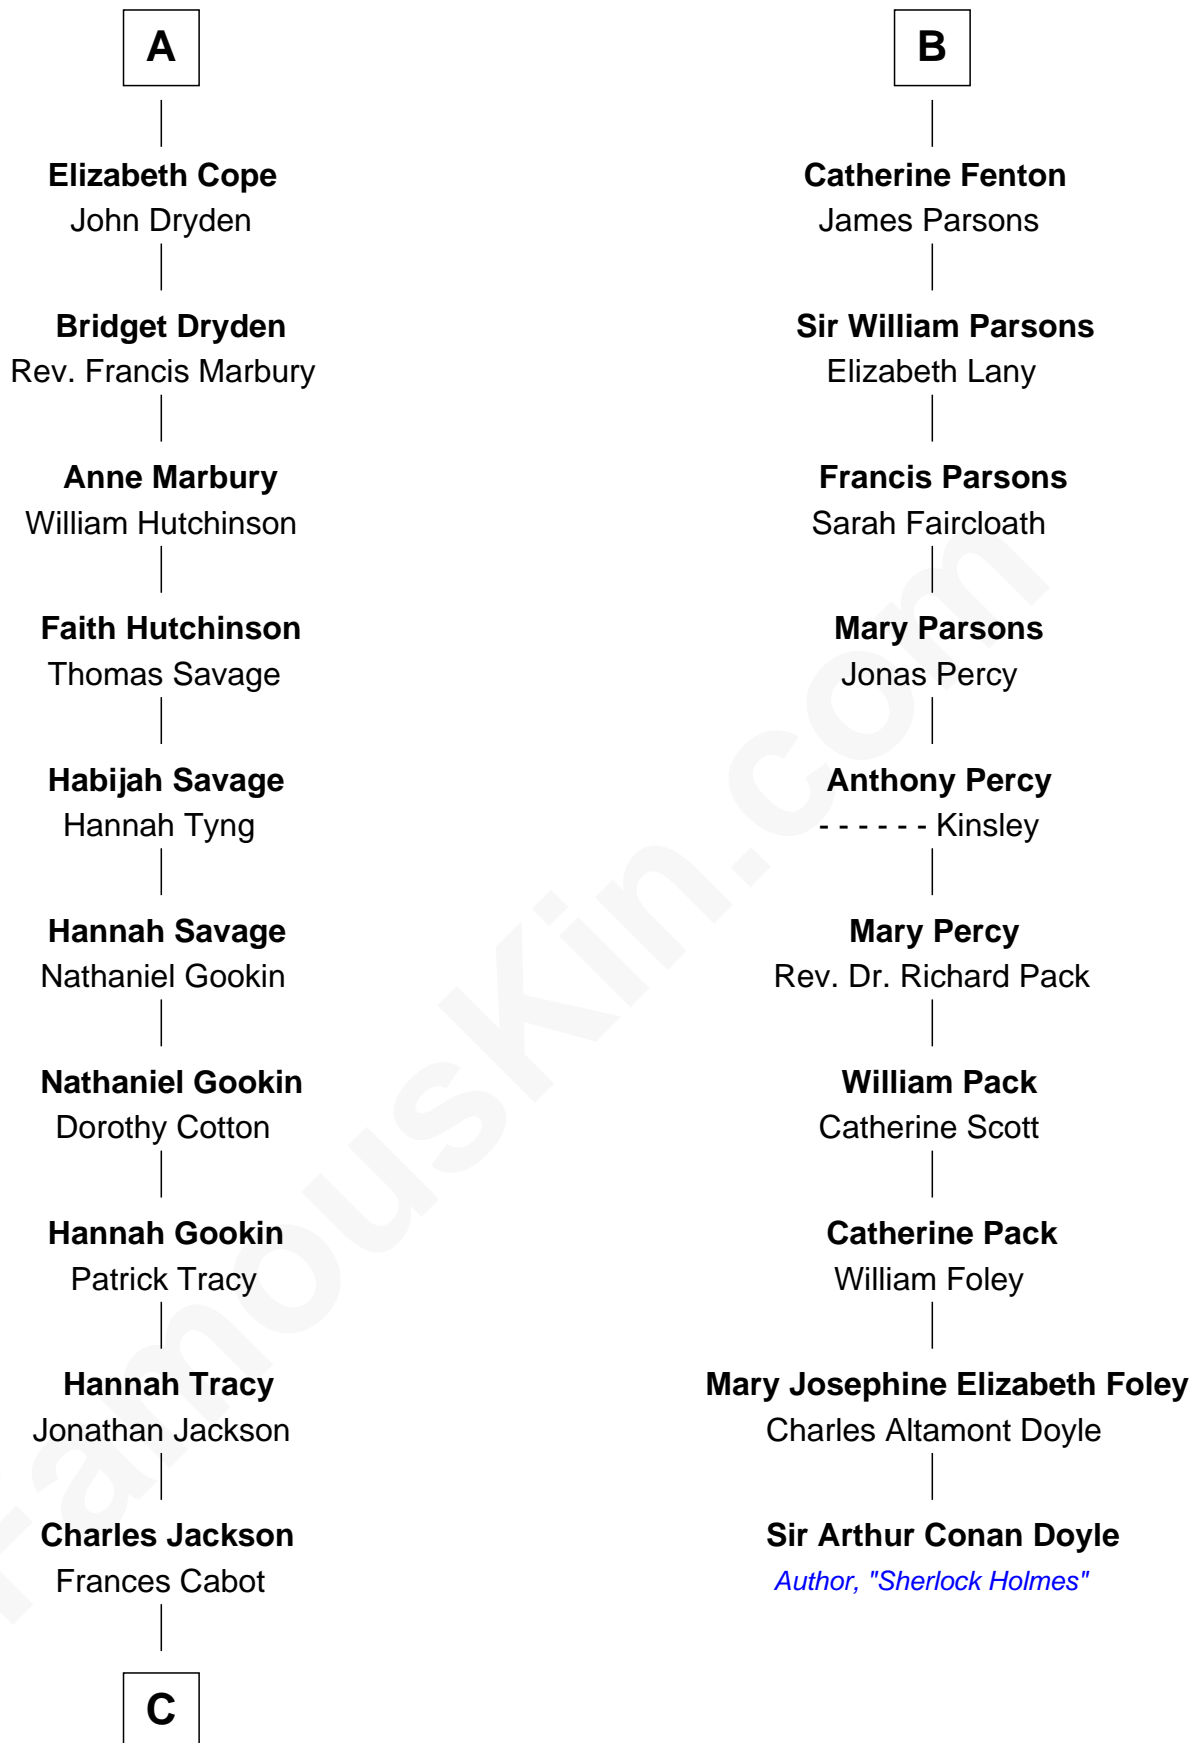 A
Elizabeth Cope
John Dryden
Bridget Dryden
Rev. Francis Marbury
Anne Marbury
William Hutchinson
Faith Hutchinson
Thomas Savage
Habijah Savage
Hannah Tyng
Hannah Savage
Nathaniel Gookin
Nathaniel Gookin
Dorothy Cotton
Hannah Gookin
Patrick Tracy
Hannah Tracy
Jonathan Jackson
Charles Jackson
Frances Cabot
C
B
Catherine Fenton
James Parsons
Sir William Parsons
Elizabeth Lany
Francis Parsons
Sarah Faircloath
Mary Parsons
Jonas Percy
Anthony Percy
- - - - - - Kinsley
Mary Percy
Rev. Dr. Richard Pack
William Pack
Catherine Scott
Catherine Pack
William Foley
Mary Josephine Elizabeth Foley
Charles Altamont Doyle
Sir Arthur Conan Doyle
Author, "Sherlock Holmes"
FamousKin.com